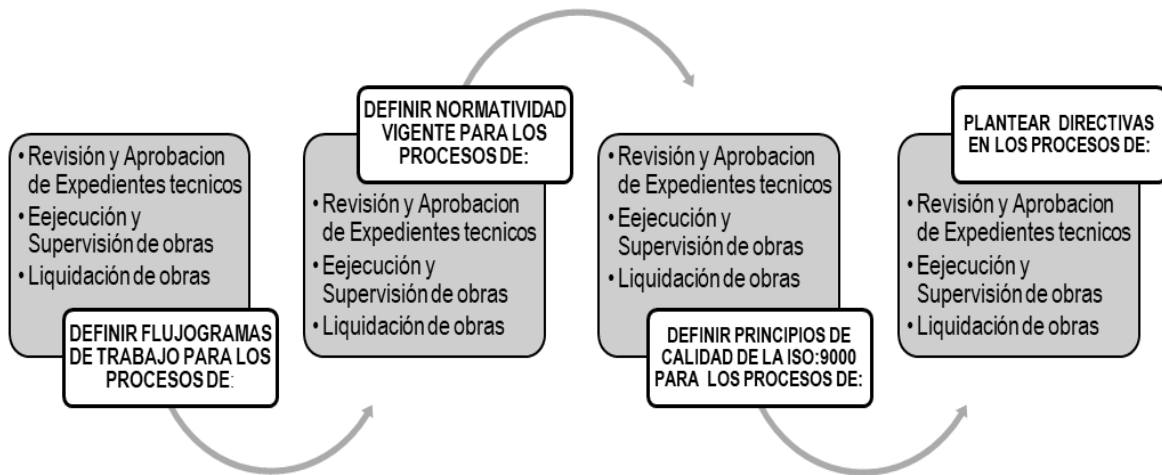 • Revisión y Aprobacion
de Expedientes tecnicos
• Eejecución y
Supervisión de obras
• Liquidación de obras
DEFINIR FLUJOGRAMAS
DE TRABAJO PARA LOS
PROCESOS DE:
DEFINIR NORMATIVIDAD
VIGENTE PARA LOS
PROCESOS DE:
• Revisión y Aprobacion
de Expedientes tecnicos
• Eejecución y
Supervisión de obras
• Liquidación de obras
• Revisión y Aprobacion
de Expedientes tecnicos
• Eejecución y
Supervisión de obras
• Liquidación de obras
DEFINIR PRINCIPIOS DE
CALIDAD DE LA ISO:9000
PARA LOS PROCESOS DE:
PLANTEAR DIRECTIVAS
EN LOS PROCESOS DE:
• Revisión y Aprobacion
de Expedientes tecnicos
• Eejecución y
Supervisión de obras
• Liquidación de obras